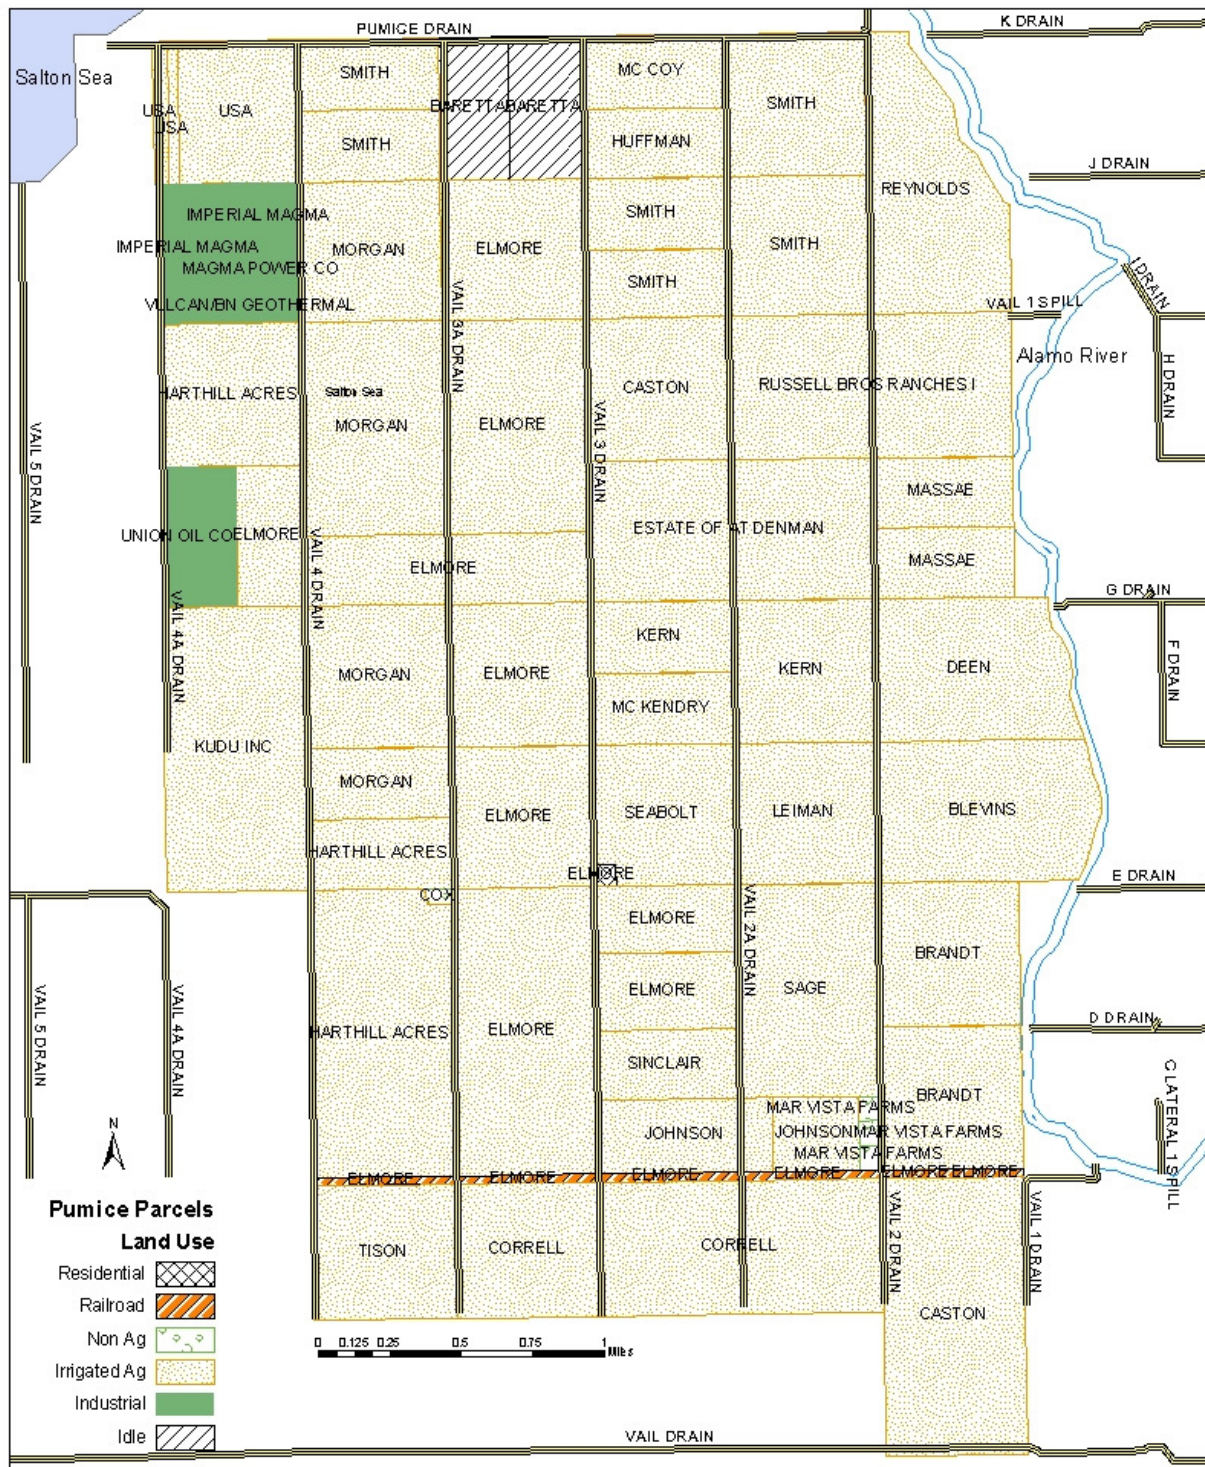 PUMICE DRAIN
K DRAIN
Salton Sea
SMITH
MC COY
USA
USA
USA
BARETTA
BARETTA
SMITH
SMITH
HUFFMAN
J DRAIN
REYNOLDS
IMPERIAL MAGMA
SMITH
IMPERIAL MAGMA
MORGAN
ELMORE
SMITH
MAGMA POWER CO
I DRAIN
SMITH
VULCAN/BN GEOTHERMAL
VAIL 1 SPILL
VAIL 3A DRAIN
Alamo River
H DRAIN
HARTHILL ACRES
Salton Sea
CASTON
RUSSELL BROS RANCHES I
MORGAN
ELMORE
VAIL 5 DRAIN
VAIL 3 DRAIN
MASSAE
UNION OIL CO
ELMORE
ESTATE OF AT DENMAN
VAIL 4 DRAIN
ELMORE
MASSAE
G DRAIN
VAIL 4A DRAIN
KERN
F DRAIN
MORGAN
ELMORE
KERN
DEEN
MC KENDRY
KUDU INC
MORGAN
ELMORE
SEABOLT
LEIMAN
BLEVINS
HARTHILL ACRES
ELMORE
E DRAIN
COX
ELMORE
VAIL 2A DRAIN
BRANDT
ELMORE
SAGE
VAIL 5 DRAIN
VAIL 4A DRAIN
HARTHILL ACRES
ELMORE
D DRAIN
SINCLAIR
C LATERAL 1 SPILL
BRANDT
MAR VISTA FARMS
JOHNSON
JOHNSON
MAR VISTA FARMS
MAR VISTA FARMS
N
ELMORE
ELMORE
ELMORE
ELMORE
ELMORE
ELMORE
VAIL 2 DRAIN
VAIL 1 DRAIN
TISON
CORRELL
CORRELL
CASTON
Pumice Parcels
Land Use
Residential
Railroad
Non Ag
Irrigated Ag
Industrial
Idle
0 0.125 0.25 0.5 0.75 1
Miles
VAIL DRAIN